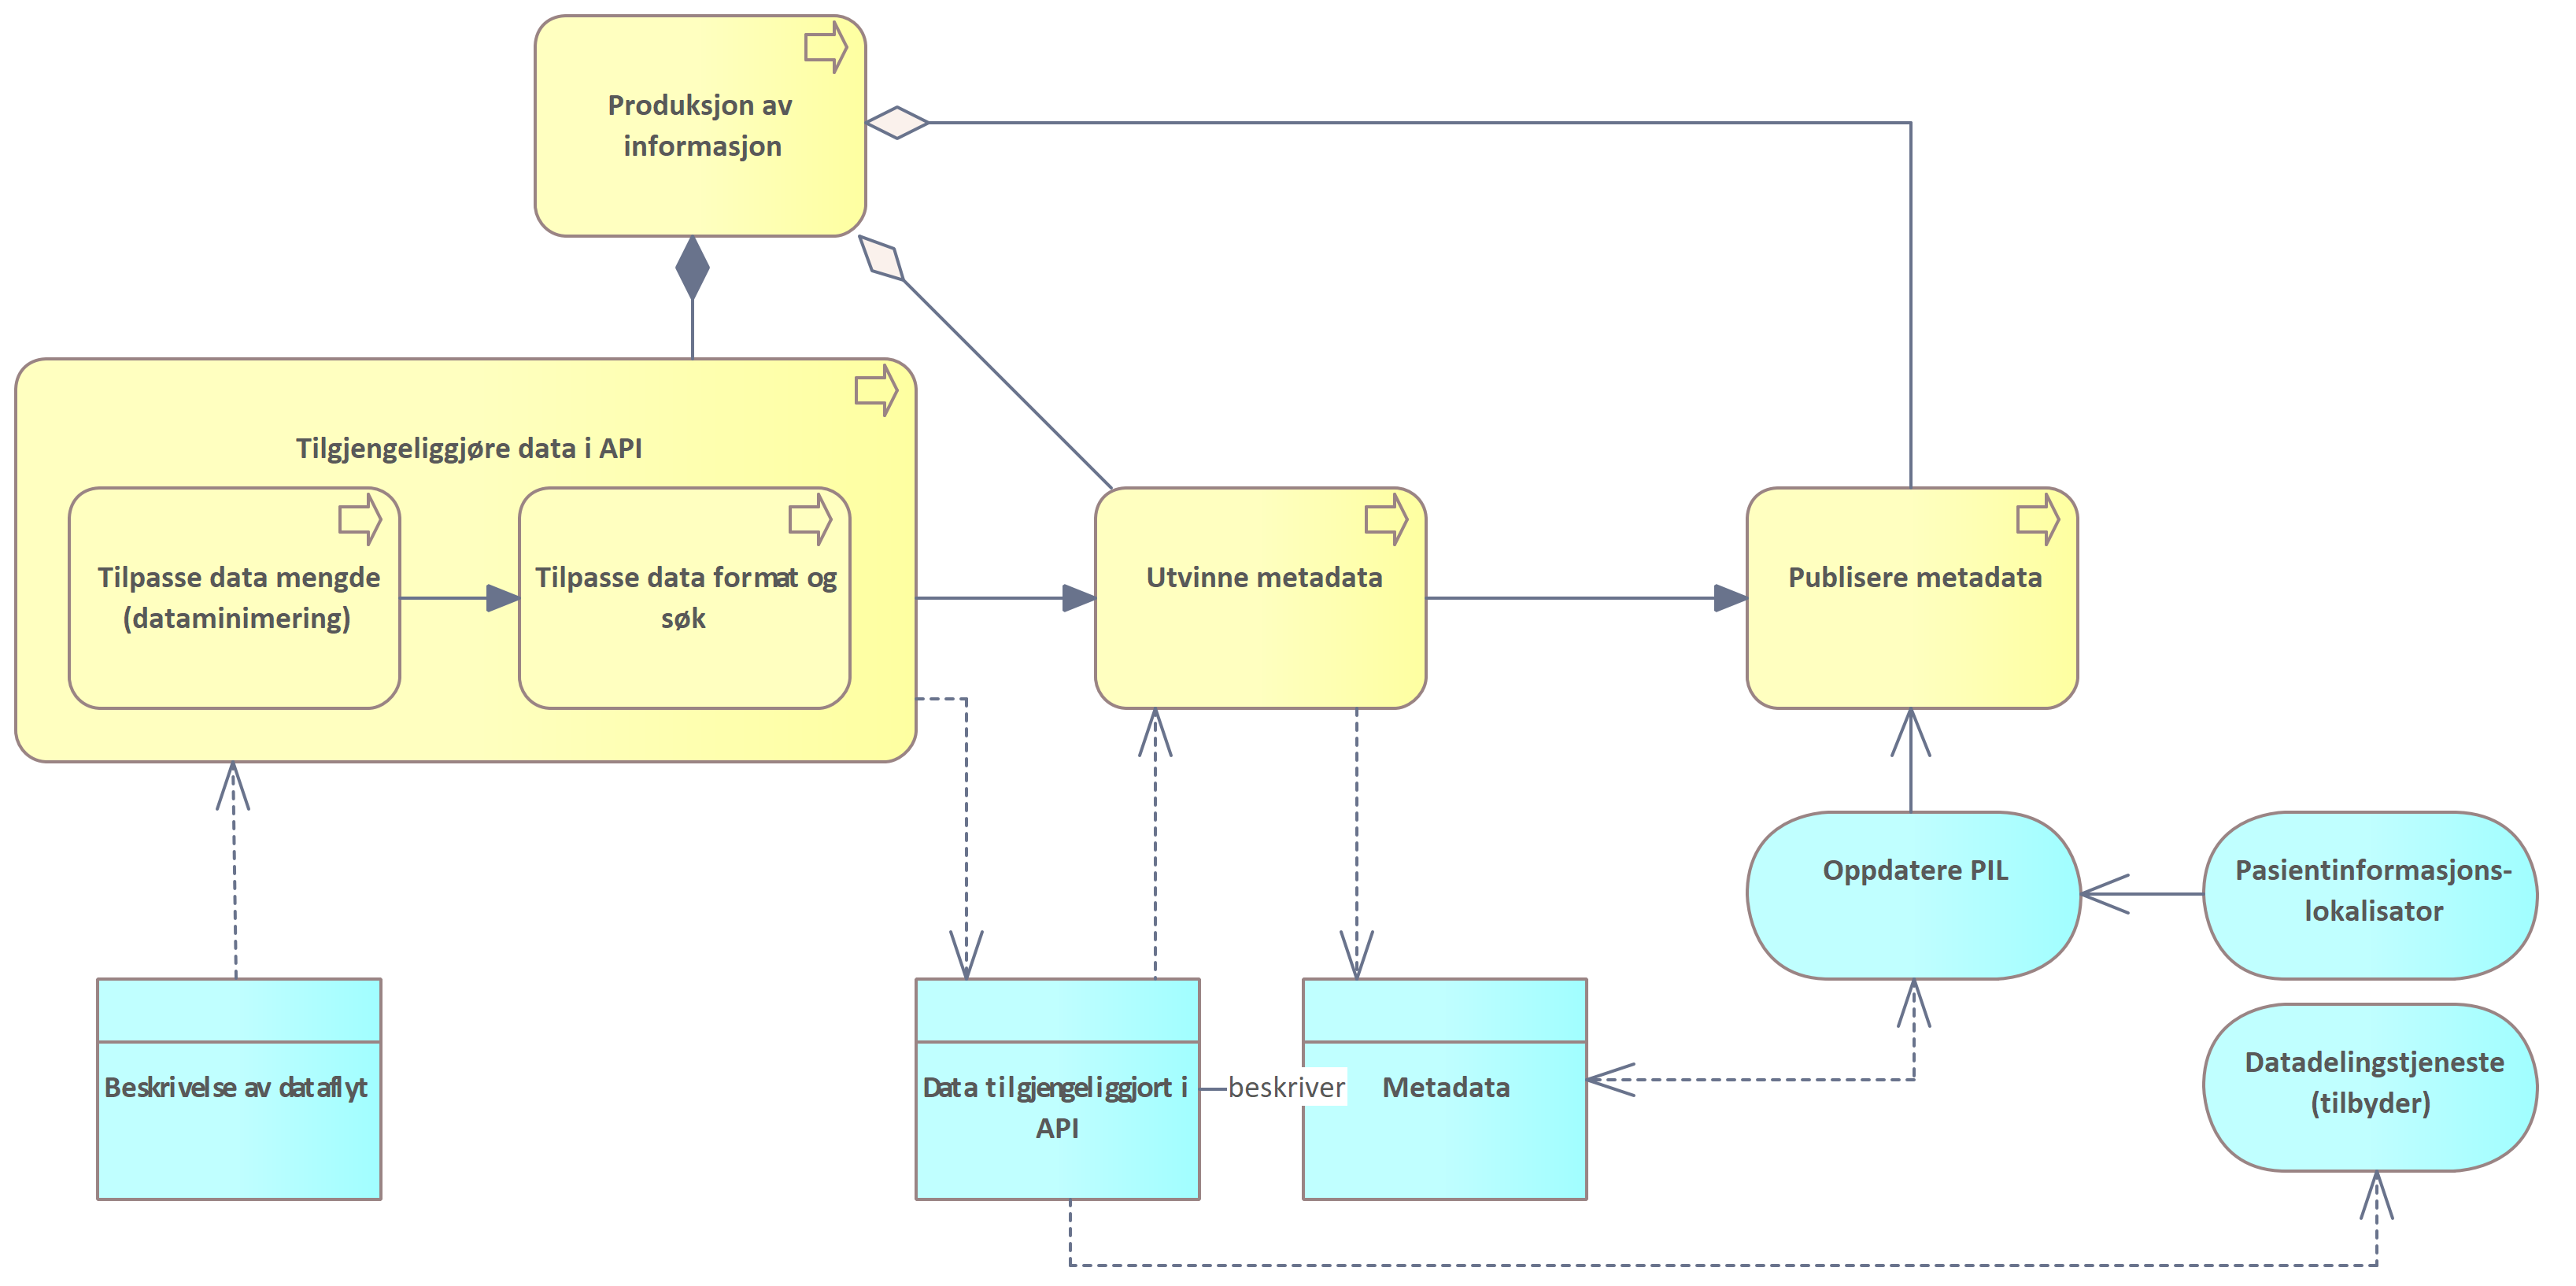 Produksjon av
informasjon
Tilgjengeliggjøre data i API
Tilpasse data mengde
(dataminimering)
Tilpasse data format og
søk
Utvinne metadata
Publisere metadata
Oppdatere PIL
Pasientinformasjons-
lokalisator
Datadelingstjeneste
(tilbyder)
Beskrivelse av dataflyt
Data tilgjengeliggjort i
API
beskriver
Metadata